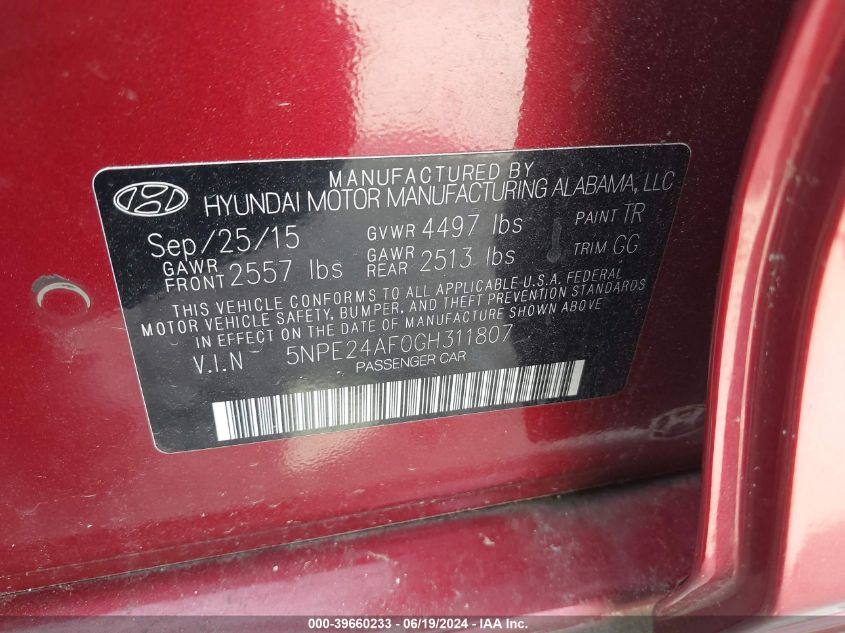 MANUFACTURED BY
HYUNDAI MOTOR MANUFACTURING ALABAMA, LLC
Sep/25/15 GVWR 4497 lbs PAINT TR
GAWR FRONT 2557 lbs GAWR REAR 2513 lbs TRIM GG
THIS VEHICLE CONFORMS TO ALL APPLICABLE U.S.A. FEDERAL
MOTOR VEHICLE SAFETY, BUMPER, AND THEFT PREVENTION STANDARDS
IN EFFECT ON THE DATE OF MANUFACTURE SHOWN ABOVE.
V.I.N 5NPE24AF0GH311807
PASSENGER CAR
000-39660233 - 06/19/2024 - IAA Inc.